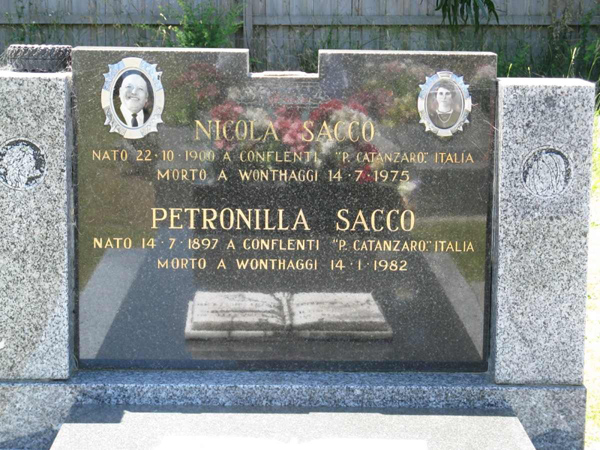 NICOLA SACCO
NATO 22·10·1900 A CONFLENTI "P. CATANZARO." ITALIA
MORTO A WONTHAGGI 14·7·1975
PETRONILLA SACCO
NATO 14·7·1897 A CONFLENTI "P. CATANZARO." ITALIA
MORTO A WONTHAGGI 14·1·1982